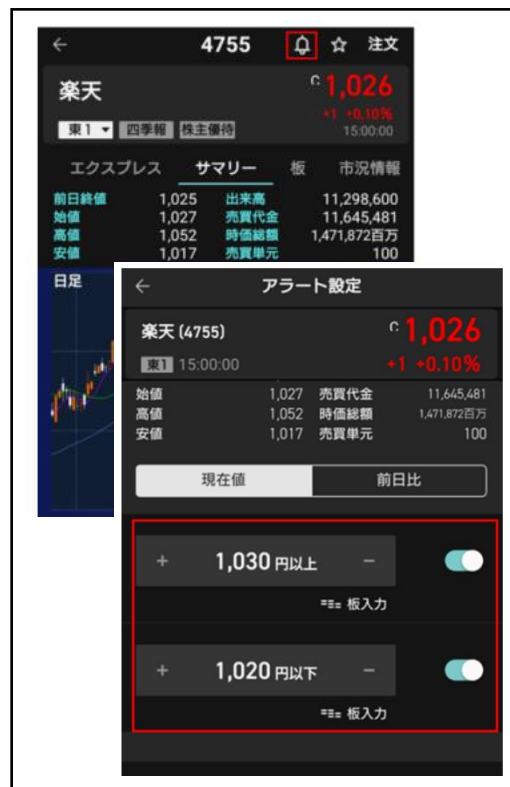 4755 注文
楽天 C 1,026
+1 +0.10%
東1 四季報 株主優待 15:00:00
エクスプレス サマリー 板 市況情報
前日終値 1,025 出来高 11,298,600
始値 1,027 売買代金 11,645,481
高値 1,052 時価総額 1,471,872百万
安値 1,017 売買単元 100
日足
アラート設定
楽天 (4755) C 1,026
東1 15:00:00 +1 +0.10%
始値 1,027 売買代金 11,645,481
高値 1,052 時価総額 1,471,872百万
安値 1,017 売買単元 100
現在値 前日比
+ 1,030 円以上 −
板入力
+ 1,020 円以下 −
板入力